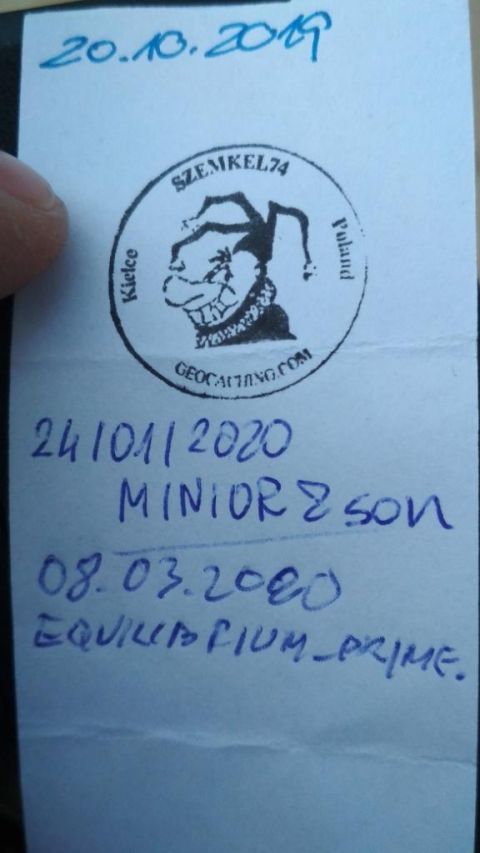 20.10.2019
SZEMKEL74
Kielce
Poland
GEOCACHING.COM
24/01/2020
MINIOR & SON
08.03.2020
EQUILIBRIUM_PRIME.